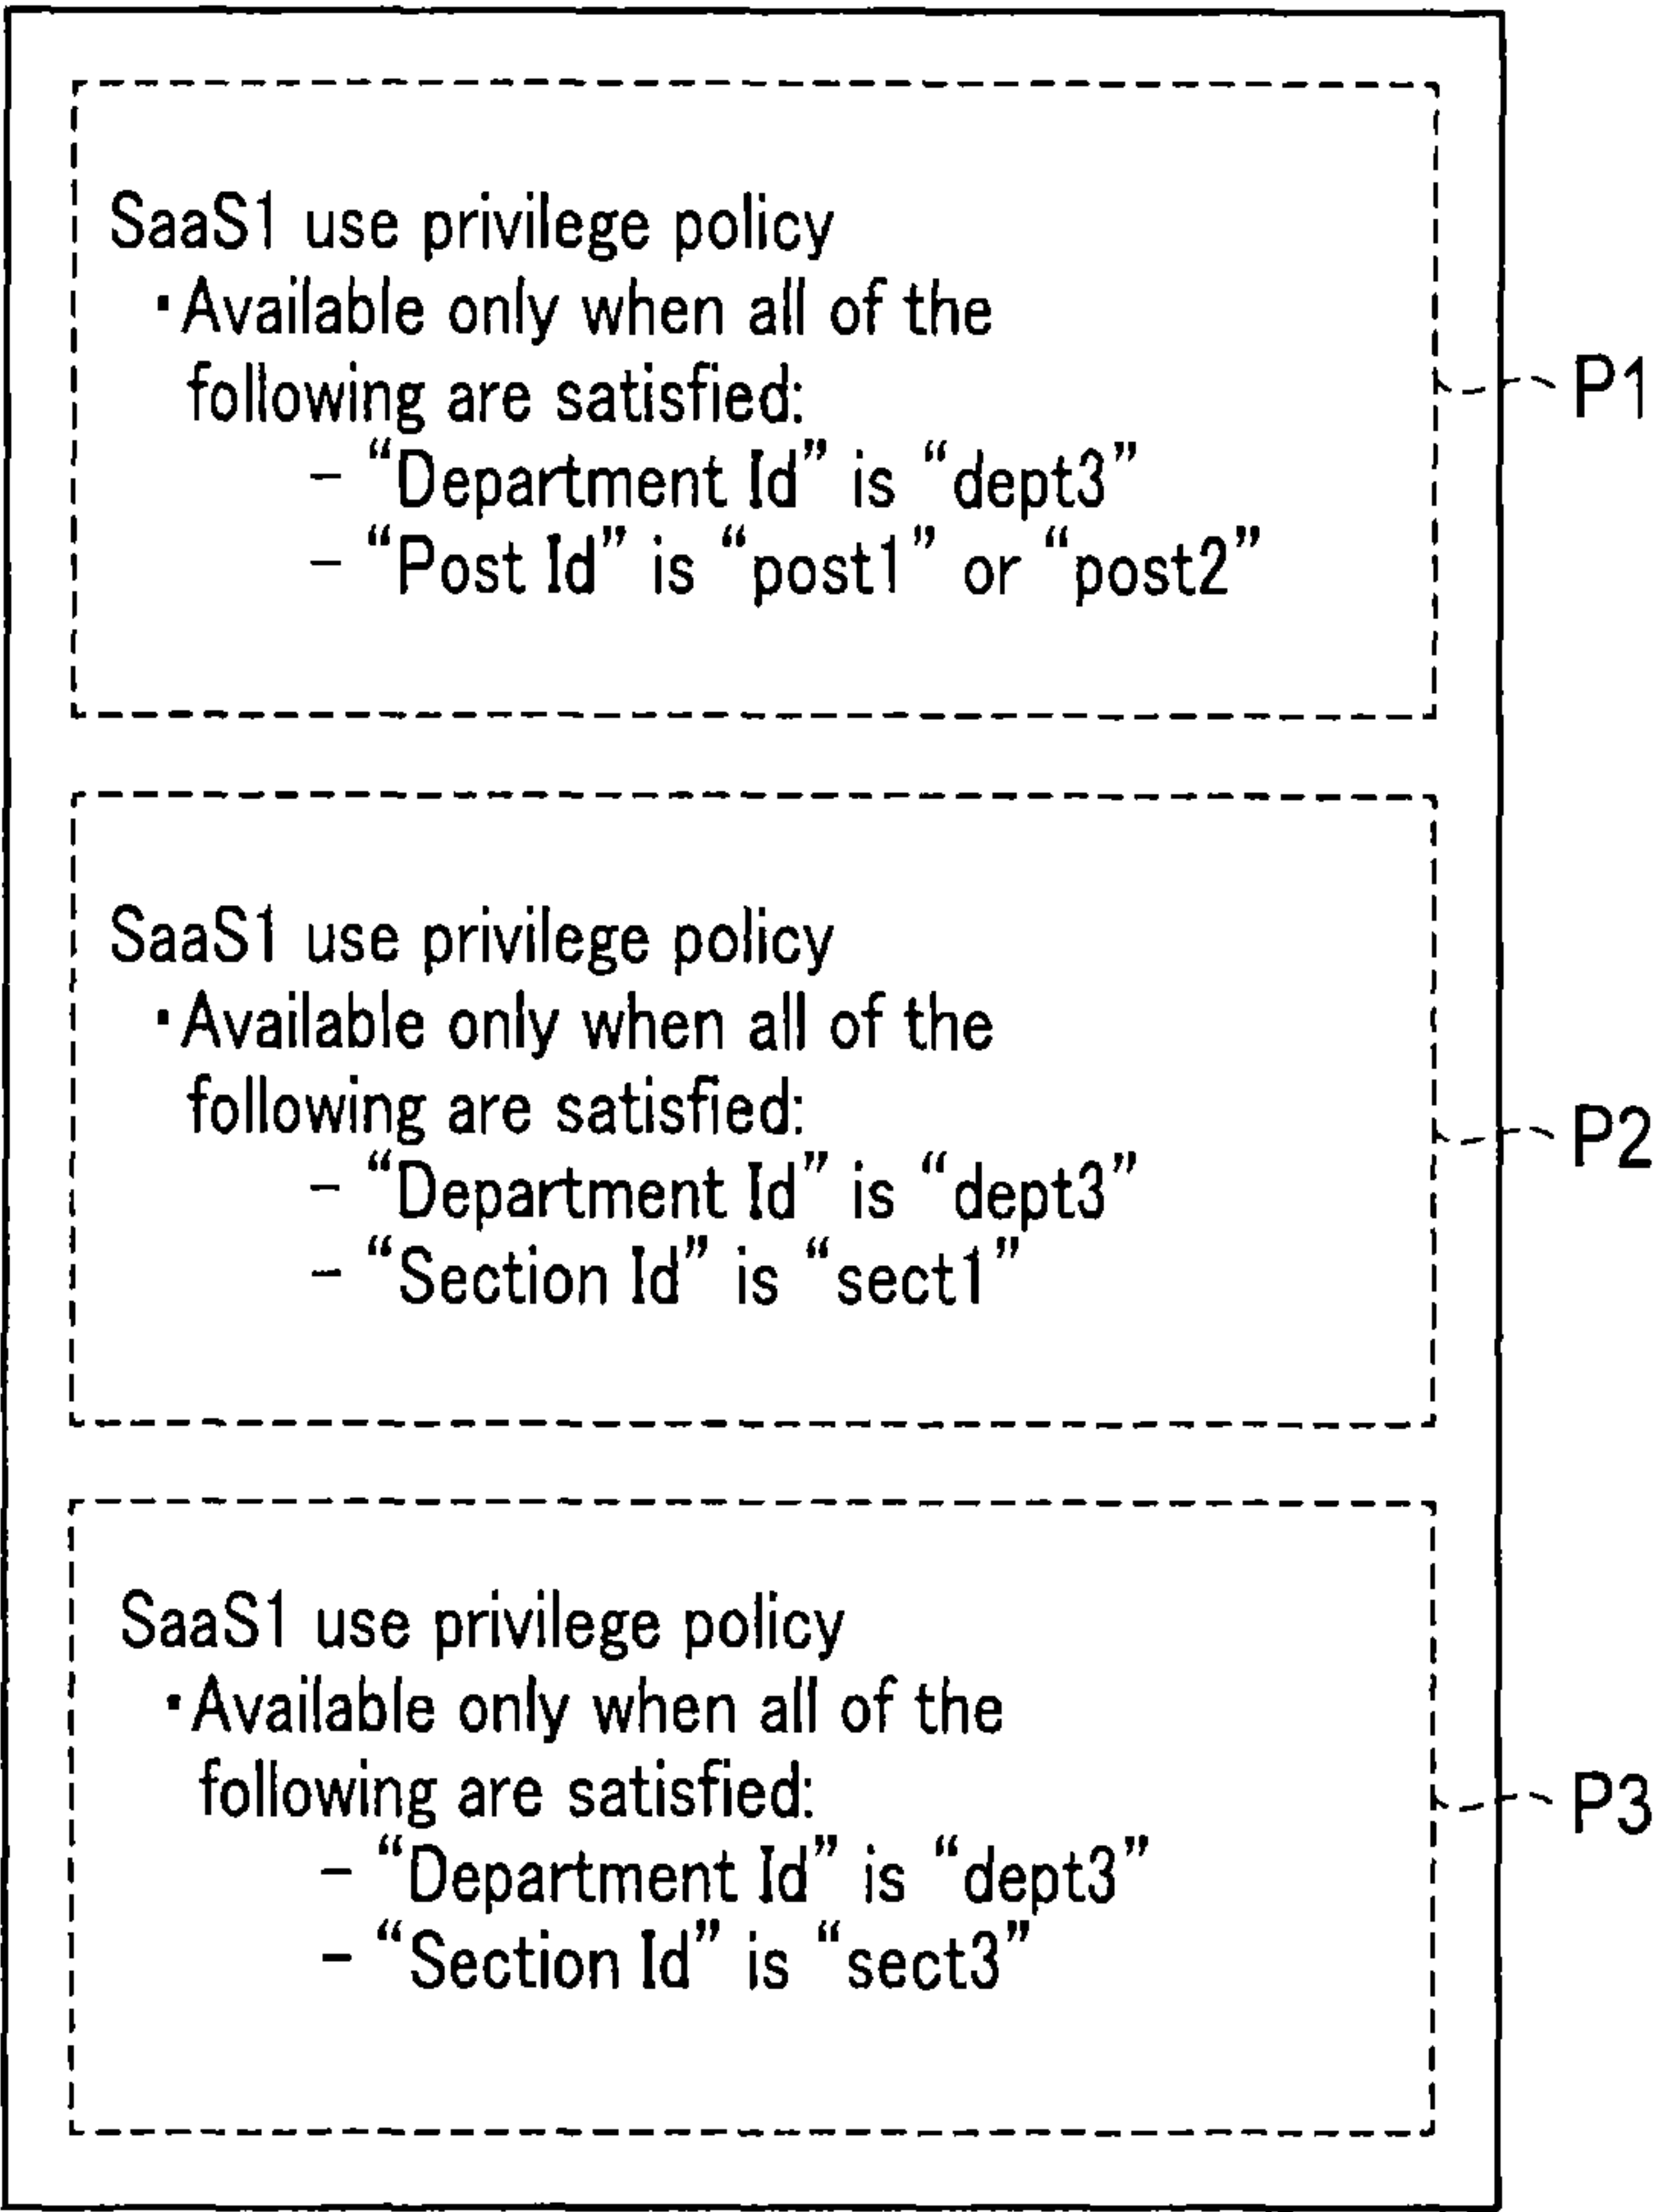 SaaS1 use privilege policy
・Available only when all of the
following are satisfied:
P1
– “Department Id” is “dept3”
– “Post Id” is “post1” or “post2”
SaaS1 use privilege policy
・Available only when all of the
following are satisfied:
P2
– “Department Id” is “dept3”
– “Section Id” is “sect1”
SaaS1 use privilege policy
・Available only when all of the
following are satisfied:
P3
– “Department Id” is “dept3”
– “Section Id” is “sect3”